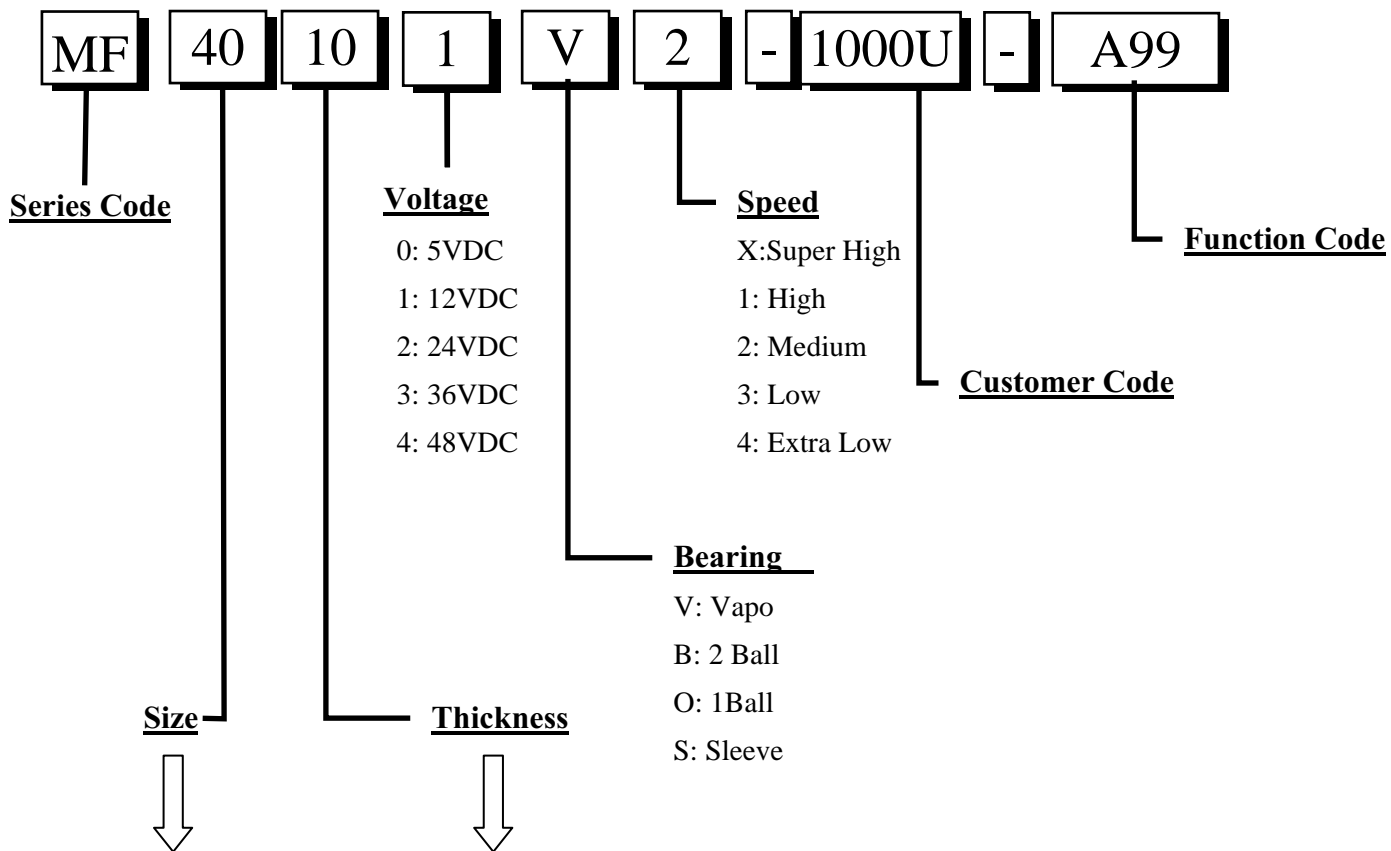 MF 40 10 1 V 2 - 1000U - A99
Series Code
Voltage
0: 5VDC
1: 12VDC
2: 24VDC
3: 36VDC
4: 48VDC
Speed
X:Super High
1: High
2: Medium
3: Low
4: Extra Low
Function Code
Customer Code
Bearing
V: Vapo
B: 2 Ball
O: 1Ball
S: Sleeve
Size
Thickness